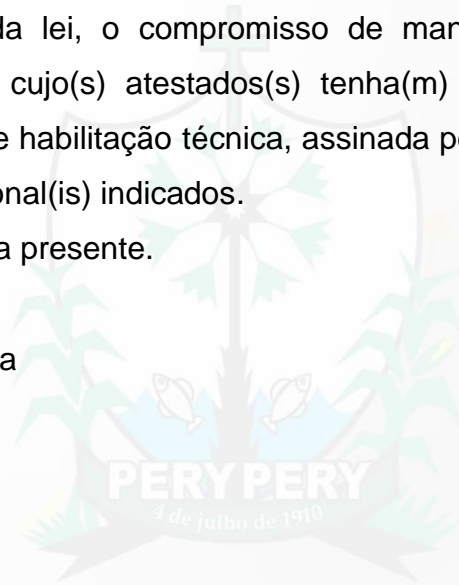 da lei, o compromisso de man
cujo(s) atestados(s) tenha(m)
e habilitação técnica, assinada p
onal(is) indicados.
a presente.
a
PERY PERY
4 de julho de 1910